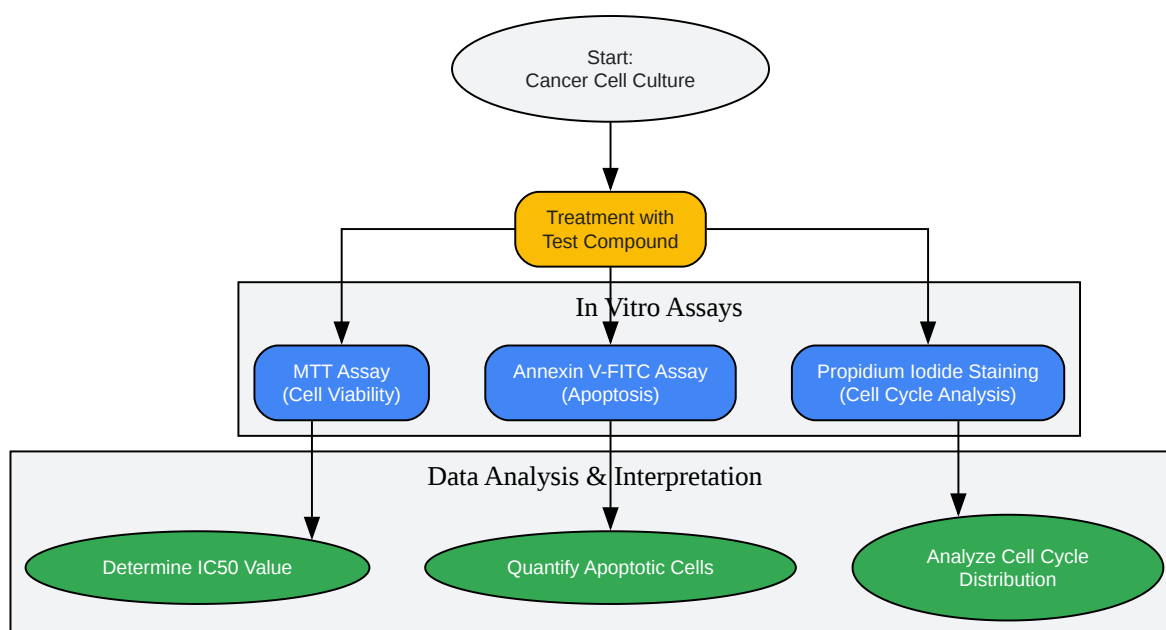 Start:
Cancer Cell Culture
Treatment with
Test Compound
In Vitro Assays
MTT Assay
(Cell Viability)
Annexin V-FITC Assay
(Apoptosis)
Propidium Iodide Staining
(Cell Cycle Analysis)
Data Analysis & Interpretation
Determine IC50 Value
Quantify Apoptotic Cells
Analyze Cell Cycle
Distribution